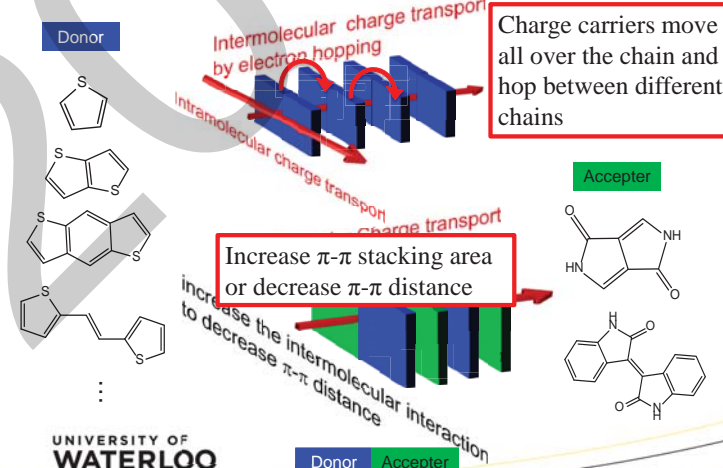 Donor
Intermolecular charge transport
by electron hopping
Intramolecular charge transport
Charge carriers move
all over the chain and
hop between different
chains
S
S
S
S
S
S
S
⋮
Charge transport
Increase π-π stacking area
or decrease π-π distance
increase the intermolecular interaction
to decrease π-π distance
Accepter
O
NH
HN
O
H
N
O
O
N
H
UNIVERSITY OF
WATERLOO
Donor Accepter